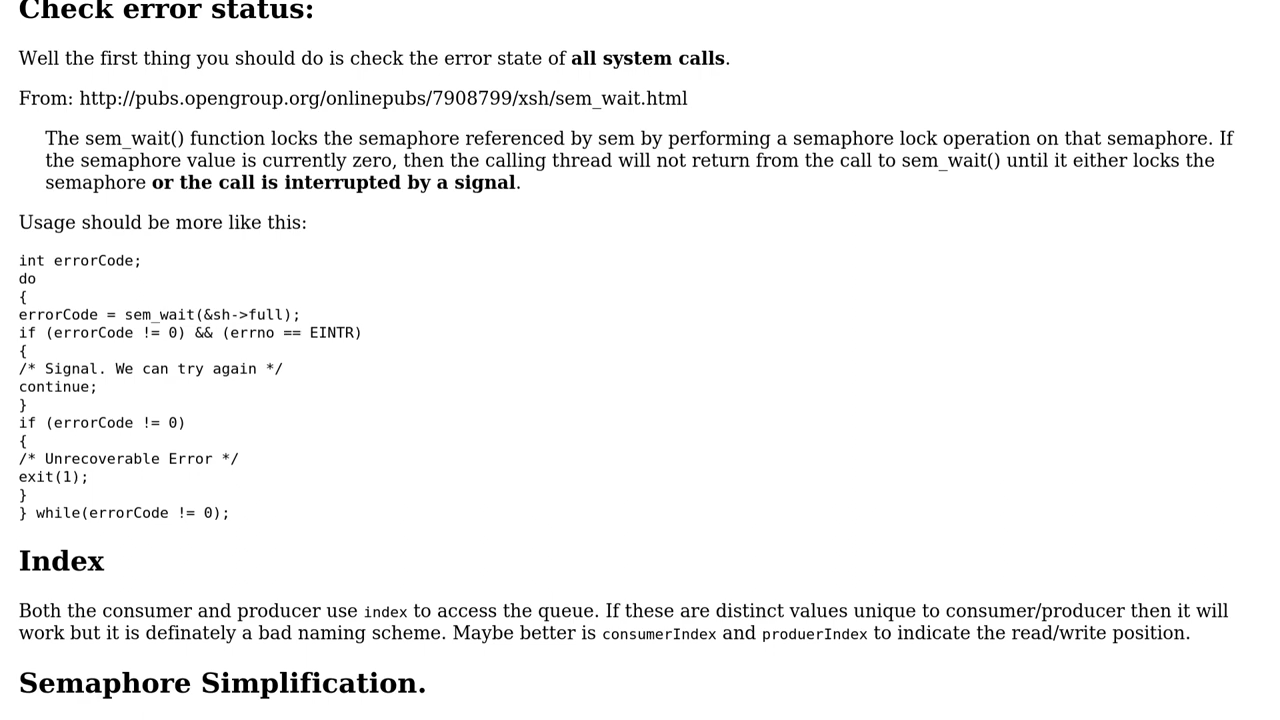 Check error status:
Well the first thing you should do is check the error state of all system calls.
From: http://pubs.opengroup.org/onlinepubs/7908799/xsh/sem_wait.html
The sem_wait() function locks the semaphore referenced by sem by performing a semaphore lock operation on that semaphore. If
the semaphore value is currently zero, then the calling thread will not return from the call to sem_wait() until it either locks the
semaphore or the call is interrupted by a signal.
Usage should be more like this:
int errorCode;
do
{
errorCode = sem_wait(&sh->full);
if (errorCode != 0) && (errno == EINTR)
{
/* Signal. We can try again */
continue;
}
if (errorCode != 0)
{
/* Unrecoverable Error */
exit(1);
}
} while(errorCode != 0);
Index
Both the consumer and producer use index to access the queue. If these are distinct values unique to consumer/producer then it will
work but it is definately a bad naming scheme. Maybe better is consumerIndex and produerIndex to indicate the read/write position.
Semaphore Simplification.